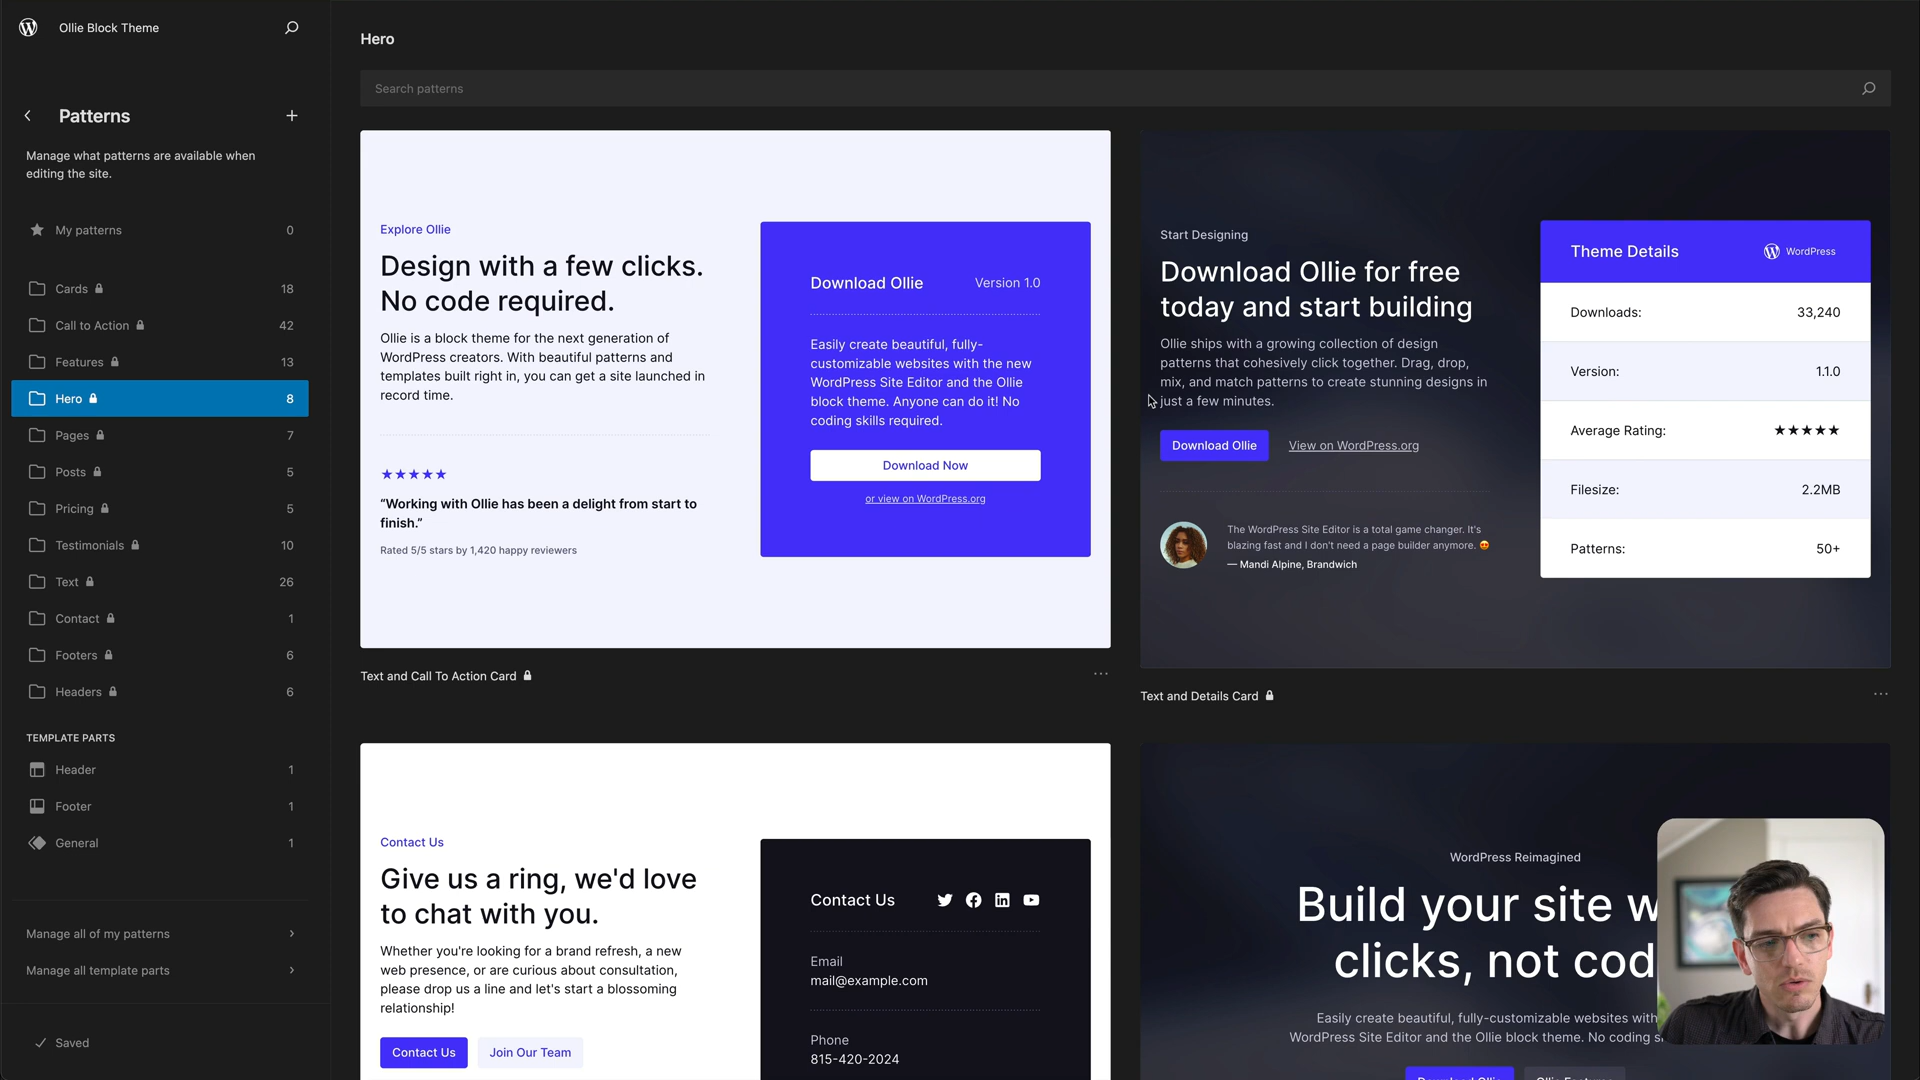 Ollie Block Theme
Patterns
Manage what patterns are available when
editing the site.
My patterns 0
Cards 18
Call to Action 42
Features 13
Hero 8
Pages 7
Posts 5
Pricing 5
Testimonials 10
Text 26
Contact 1
Footers 6
Headers 6
TEMPLATE PARTS
Header 1
Footer 1
General 1
Manage all of my patterns
Manage all template parts
Saved
Hero
Search patterns
Explore Ollie
Design with a few clicks.
No code required.
Ollie is a block theme for the next generation of
WordPress creators. With beautiful patterns and
templates built right in, you can get a site launched in
record time.
★★★★★
“Working with Ollie has been a delight from start to
finish.”
Rated 5/5 stars by 1,420 happy reviewers
Download Ollie Version 1.0
Easily create beautiful, fully-
customizable websites with the new
WordPress Site Editor and the Ollie
block theme. Anyone can do it! No
coding skills required.
Download Now
or view on WordPress.org
Text and Call To Action Card
Start Designing
Download Ollie for free
today and start building
Ollie ships with a growing collection of design
patterns that cohesively click together. Drag, drop,
mix, and match patterns to create stunning designs in
just a few minutes.
Download Ollie View on WordPress.org
The WordPress Site Editor is a total game changer. It's
blazing fast and I don't need a page builder anymore. 😍
— Mandi Alpine, Brandwich
Theme Details WordPress
Downloads: 33,240
Version: 1.1.0
Average Rating: ★★★★★
Filesize: 2.2MB
Patterns: 50+
Text and Details Card
Contact Us
Give us a ring, we'd love
to chat with you.
Whether you're looking for a brand refresh, a new
web presence, or are curious about consultation,
please drop us a line and let's start a blossoming
relationship!
Contact Us Join Our Team
Contact Us
Email
mail@example.com
Phone
815-420-2024
WordPress Reimagined
Build your site
clicks, not
Easily create beautiful, fully-customizable websites with
WordPress Site Editor and the Ollie block theme. No coding